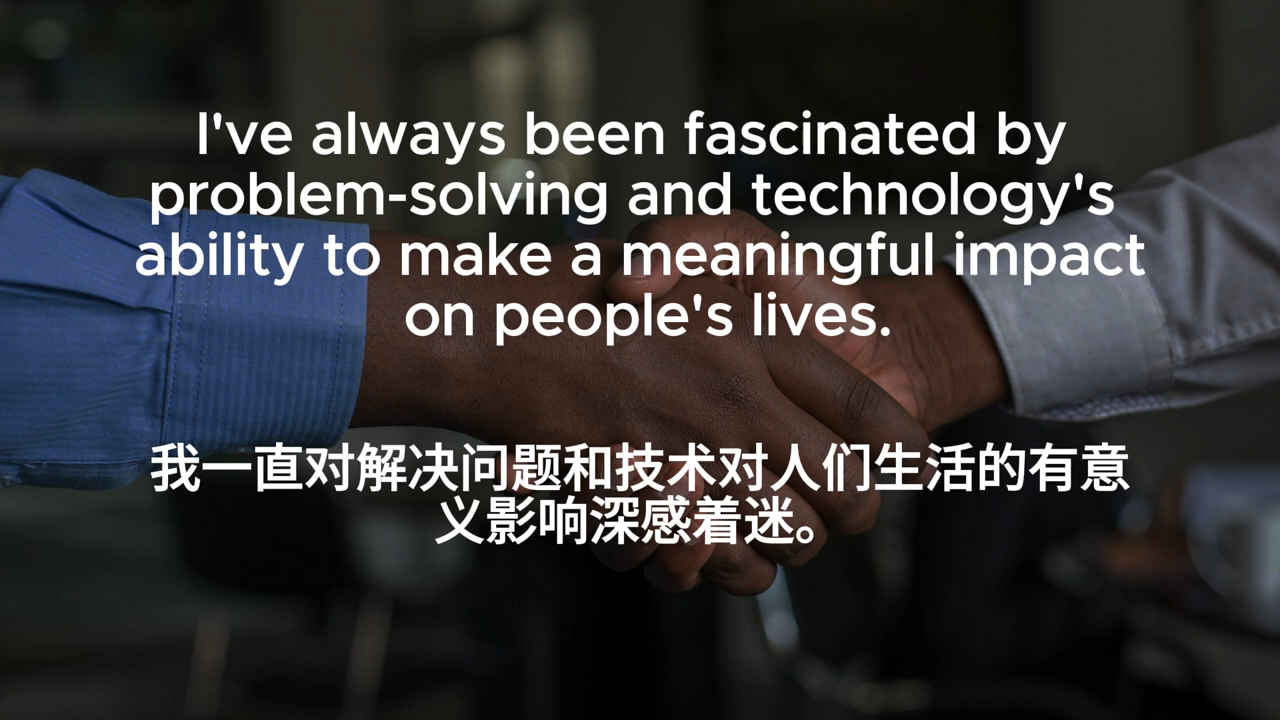 I've always been fascinated by
problem-solving and technology's
ability to make a meaningful impact
on people's lives.
我一直对解决问题和技术对人们生活的有意
义影响深感着迷。